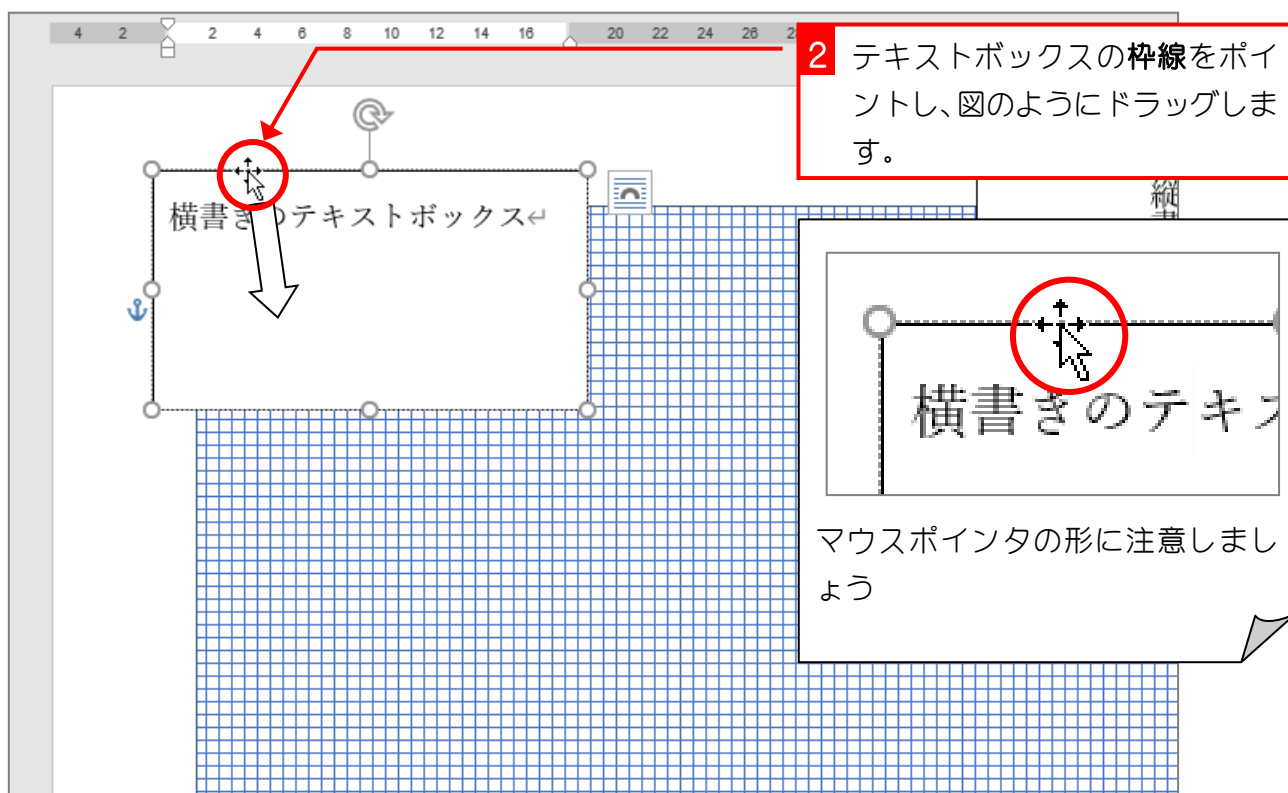 4 2 2 4 6 8 10 12 14 16 20 22 24 26
2 テキストボックスの枠線をポイ
ントし、図のようにドラッグしま
す。
横書きのテキストボックス↵
縦書
横書きのテキス
マウスポインタの形に注意しまし
ょう